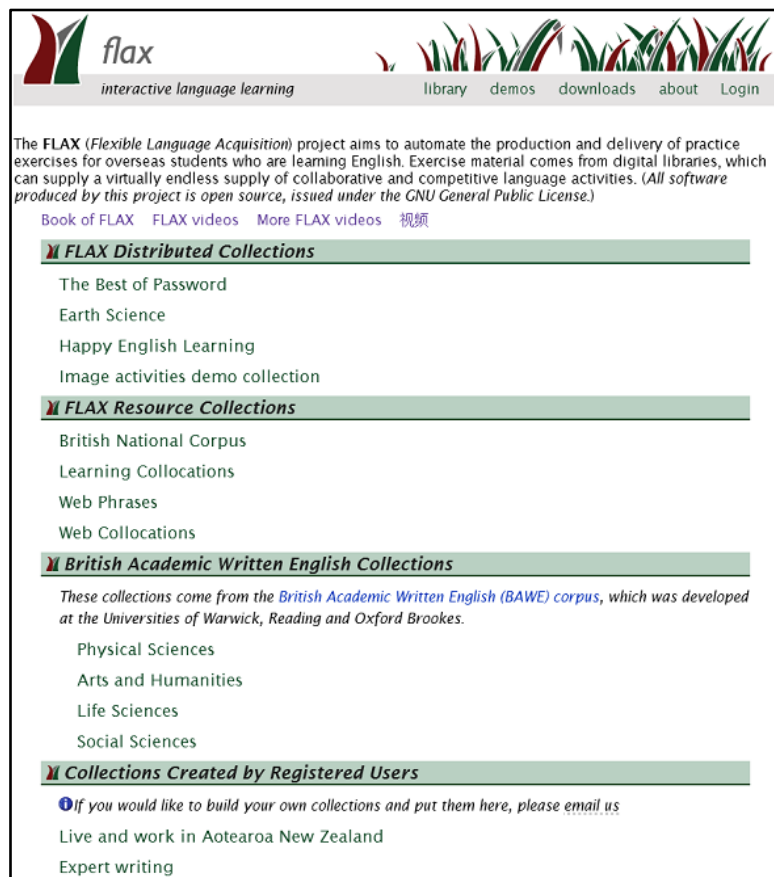 flax
interactive language learning
library demos downloads about Login
The FLAX (Flexible Language Acquisition) project aims to automate the production and delivery of practice
exercises for overseas students who are learning English. Exercise material comes from digital libraries, which
can supply a virtually endless supply of collaborative and competitive language activities. (All software
produced by this project is open source, issued under the GNU General Public License.)
Book of FLAX FLAX videos More FLAX videos 视频
FLAX Distributed Collections
The Best of Password
Earth Science
Happy English Learning
Image activities demo collection
FLAX Resource Collections
British National Corpus
Learning Collocations
Web Phrases
Web Collocations
British Academic Written English Collections
These collections come from the British Academic Written English (BAWE) corpus, which was developed
at the Universities of Warwick, Reading and Oxford Brookes.
Physical Sciences
Arts and Humanities
Life Sciences
Social Sciences
Collections Created by Registered Users
If you would like to build your own collections and put them here, please email us
Live and work in Aotearoa New Zealand
Expert writing